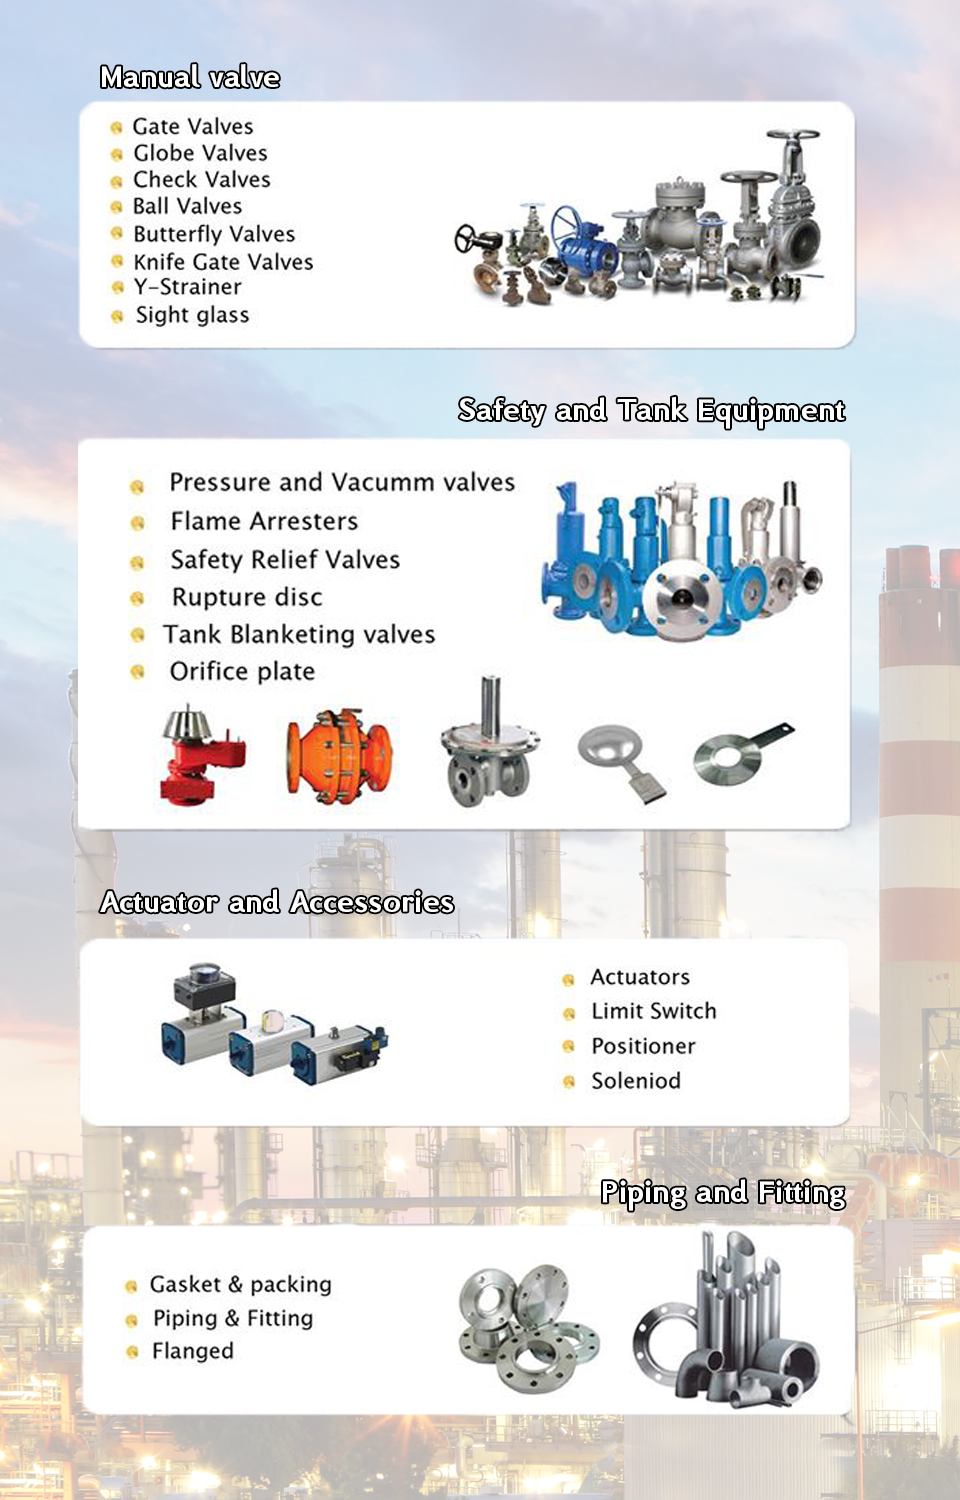 Manual valve
Gate Valves
Globe Valves
Check Valves
Ball Valves
Butterfly Valves
Knife Gate Valves
Y-Strainer
Sight glass
Safety and Tank Equipment
Pressure and Vacumm valves
Flame Arresters
Safety Relief Valves
Rupture disc
Tank Blanketing valves
Orifice plate
Actuator and Accessories
Actuators
Limit Switch
Positioner
Soleniod
Piping and Fitting
Gasket & packing
Piping & Fitting
Flanged